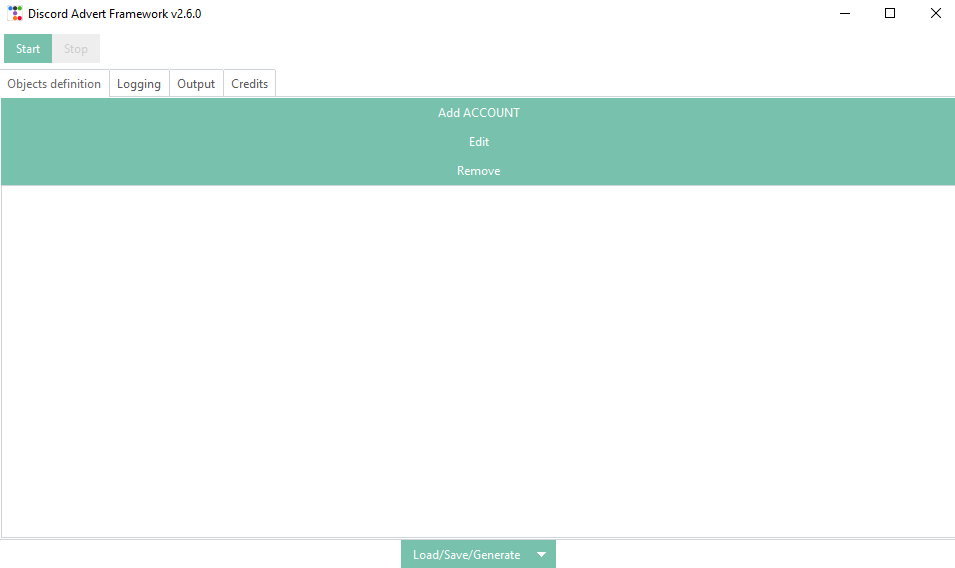 Discord Advert Framework v2.6.0
Start Stop
Objects definition Logging Output Credits
Add ACCOUNT
Edit
Remove
Load/Save/Generate